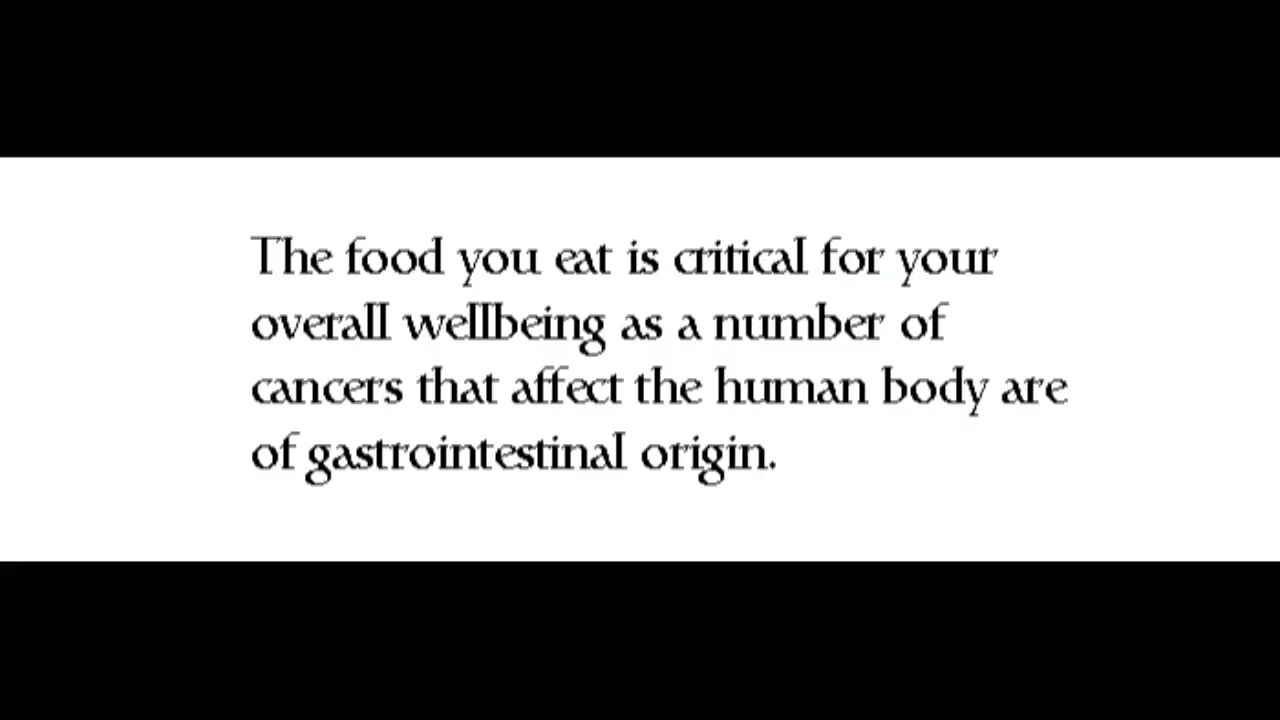 The food you eat is critical for your
overall wellbeing as a number of
cancers that affect the human body are
of gastrointestinal origin.